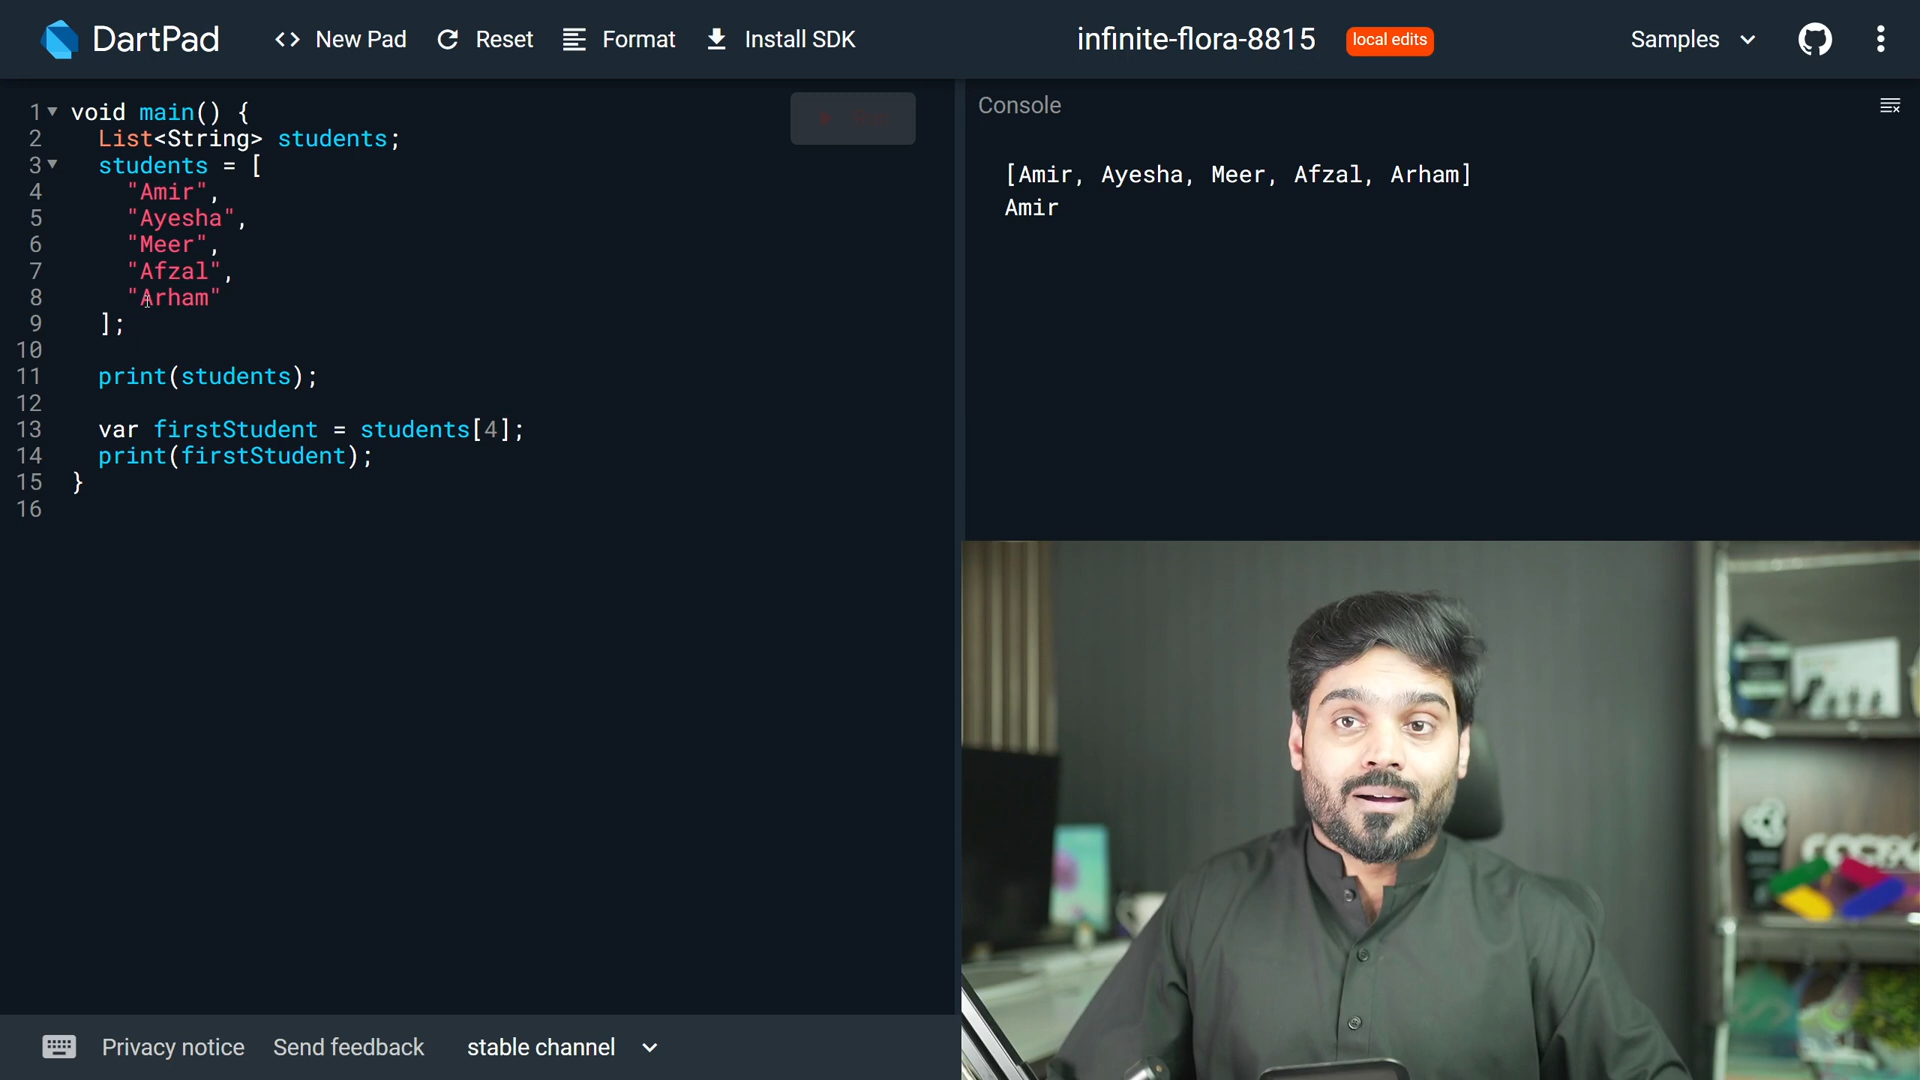 DartPad
<> New Pad
Reset
Format
Install SDK
infinite-flora-8815
local edits
Samples
1 void main() {
2 List<String> students;
3 students = [
4 "Amir",
5 "Ayesha",
6 "Meer",
7 "Afzal",
8 "Arham"
9 ];
10
11 print(students);
12
13 var firstStudent = students[4];
14 print(firstStudent);
15 }
16
Console
[Amir, Ayesha, Meer, Afzal, Arham]
Amir
Privacy notice
Send feedback
stable channel